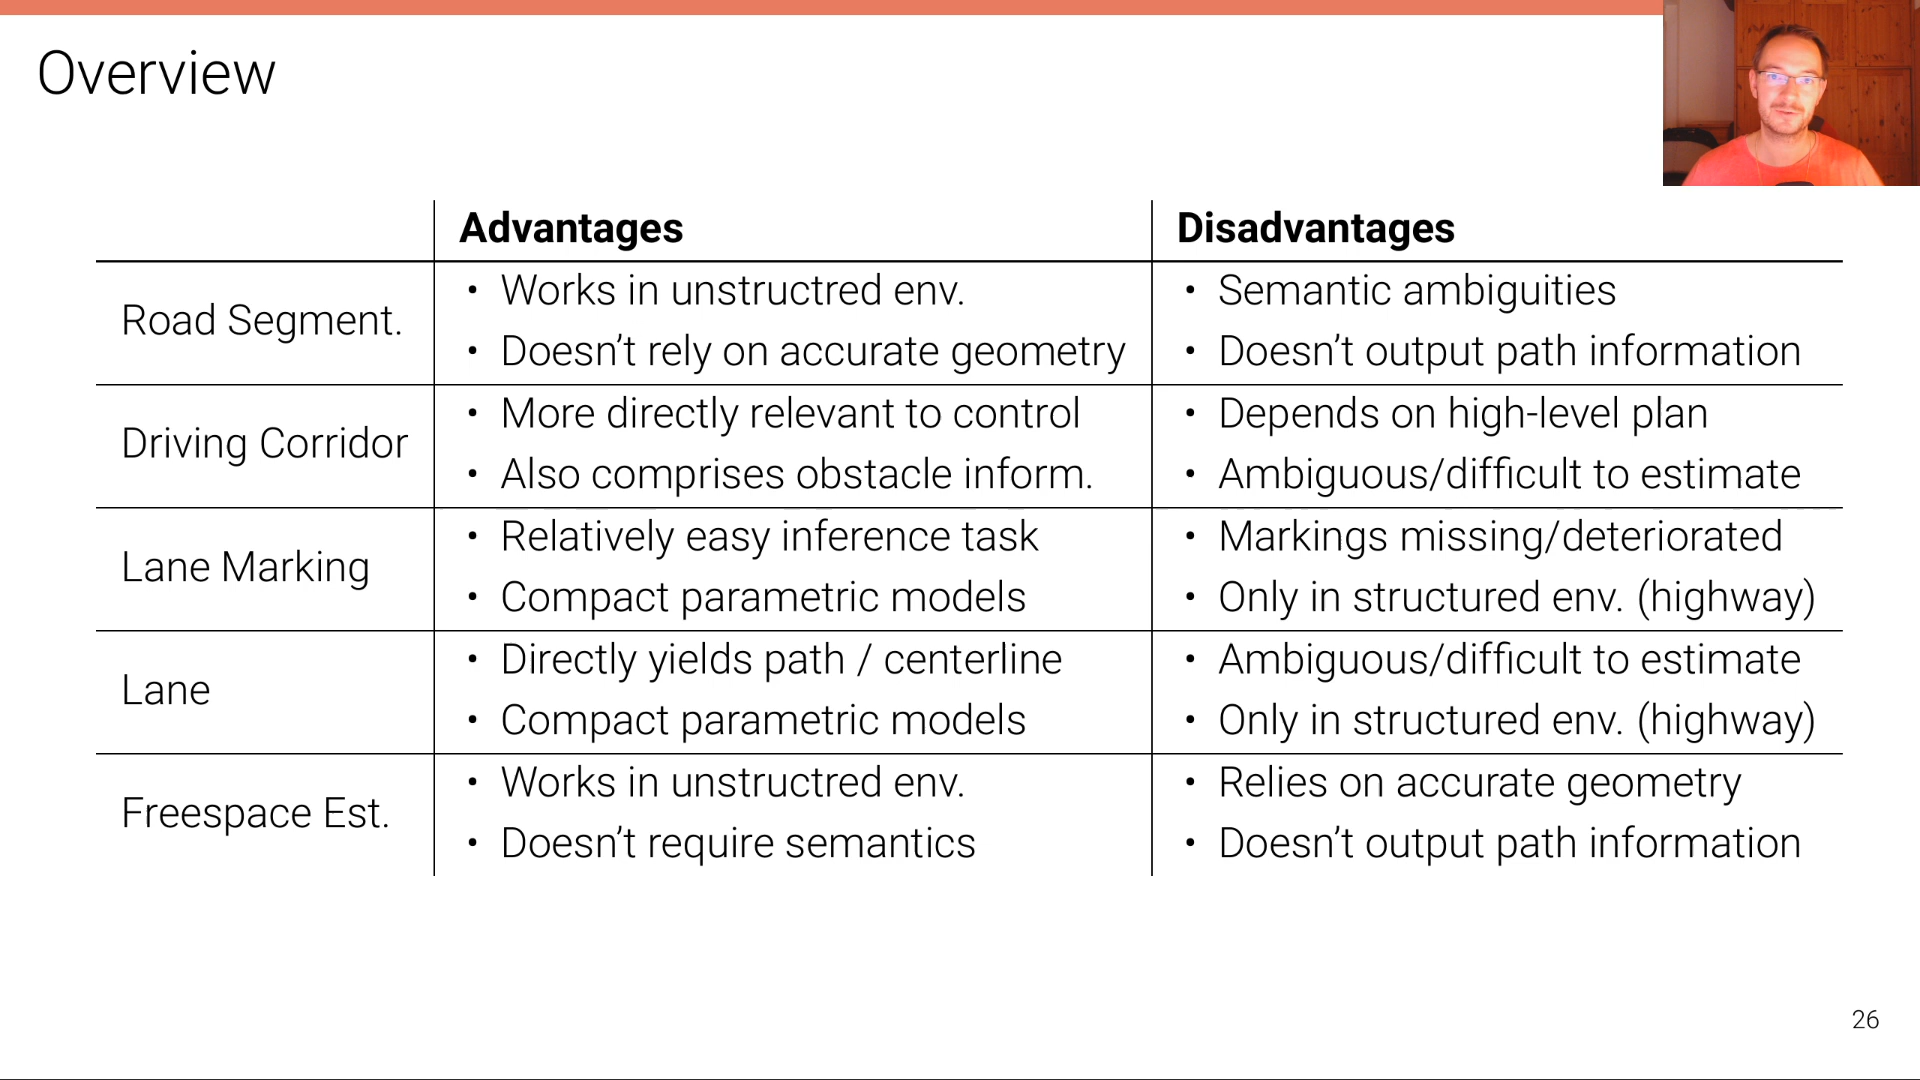 Overview
Advantages Disadvantages
Road Segment.
• Works in unstructred env.
• Doesn’t rely on accurate geometry
• Semantic ambiguities
• Doesn’t output path information
Driving Corridor
• More directly relevant to control
• Also comprises obstacle inform.
• Depends on high-level plan
• Ambiguous/difficult to estimate
Lane Marking
• Relatively easy inference task
• Compact parametric models
• Markings missing/deteriorated
• Only in structured env. (highway)
Lane
• Directly yields path / centerline
• Compact parametric models
• Ambiguous/difficult to estimate
• Only in structured env. (highway)
Freespace Est.
• Works in unstructred env.
• Doesn’t require semantics
• Relies on accurate geometry
• Doesn’t output path information
26